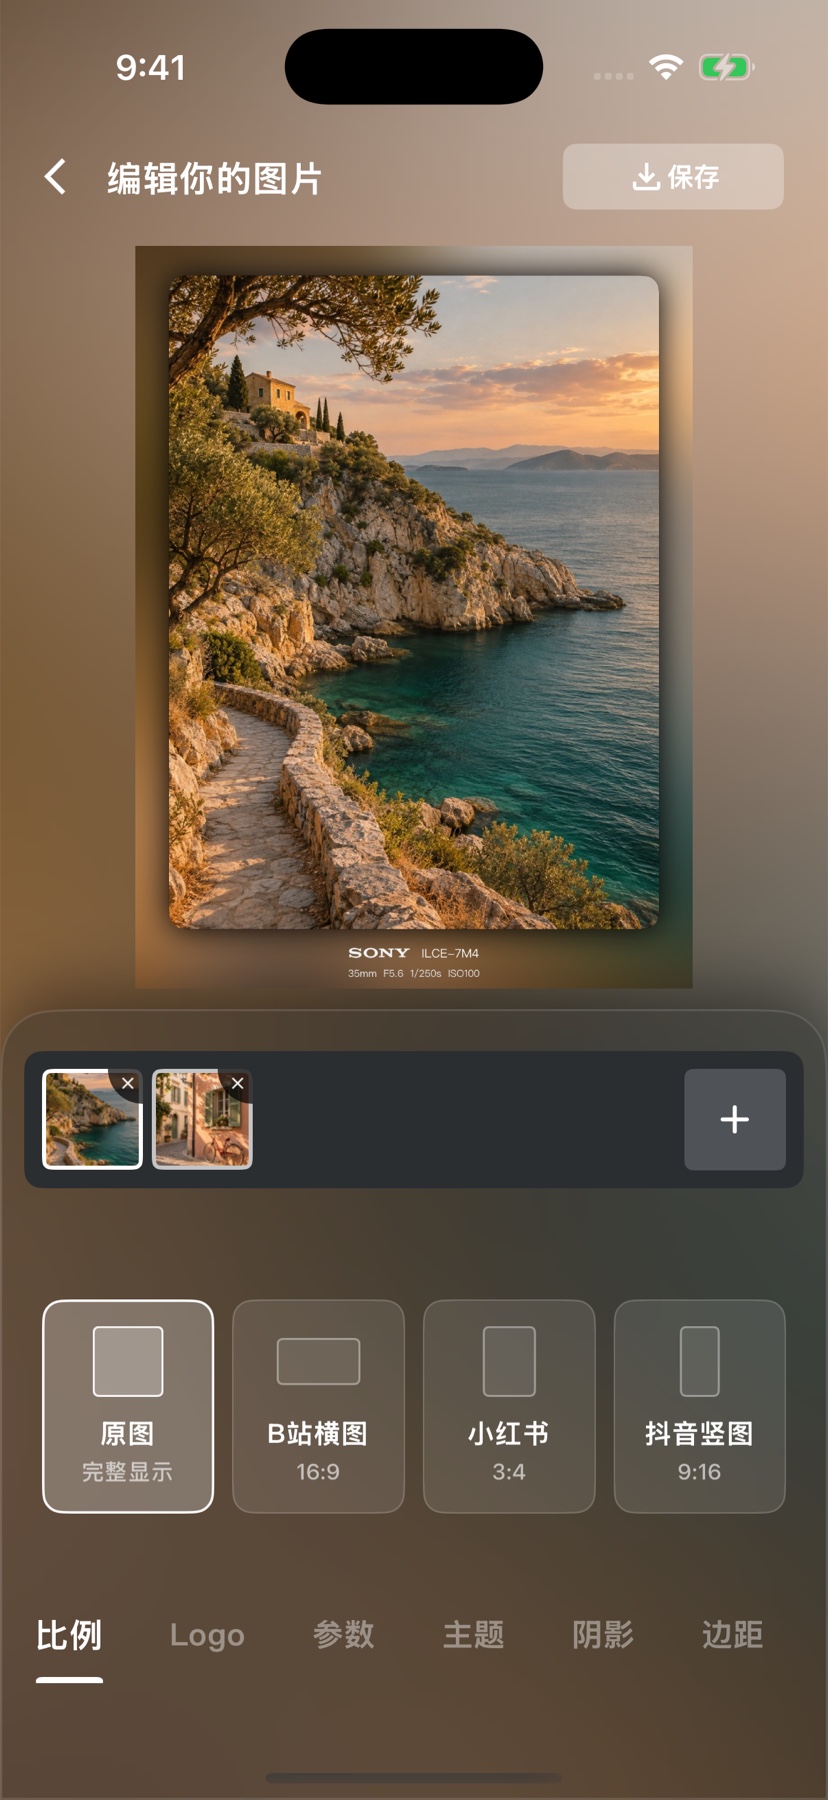 9:41
编辑你的图片
保存
SONY ILCE-7M4
35mm F5.6 1/250s ISO100
原图
完整显示
B站横图
16:9
小红书
3:4
抖音竖图
9:16
比例 Logo 参数 主题 阴影 边距